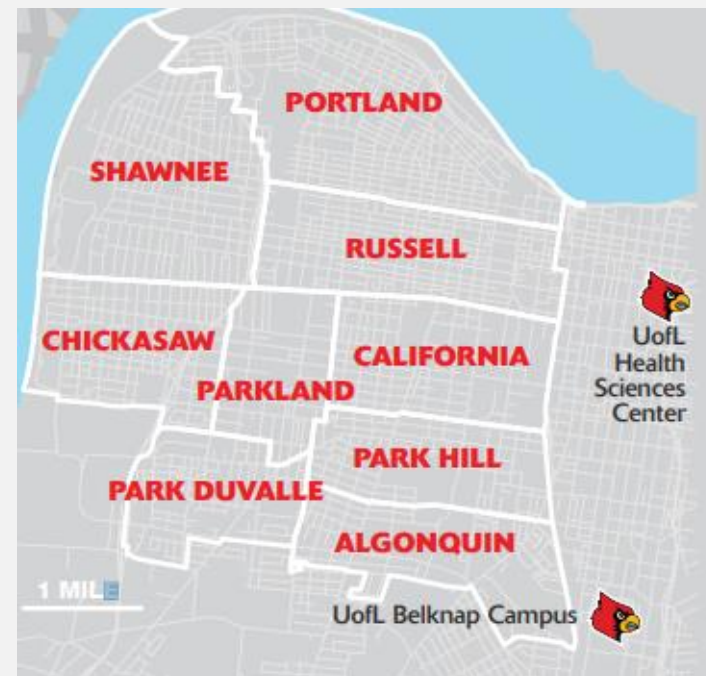 PORTLAND
SHAWNEE
RUSSELL
CHICKASAW
CALIFORNIA
PARKLAND
UofL
Health
Sciences
Center
PARK HILL
PARK DUVALLE
ALGONQUIN
1 MILE
UofL Belknap Campus